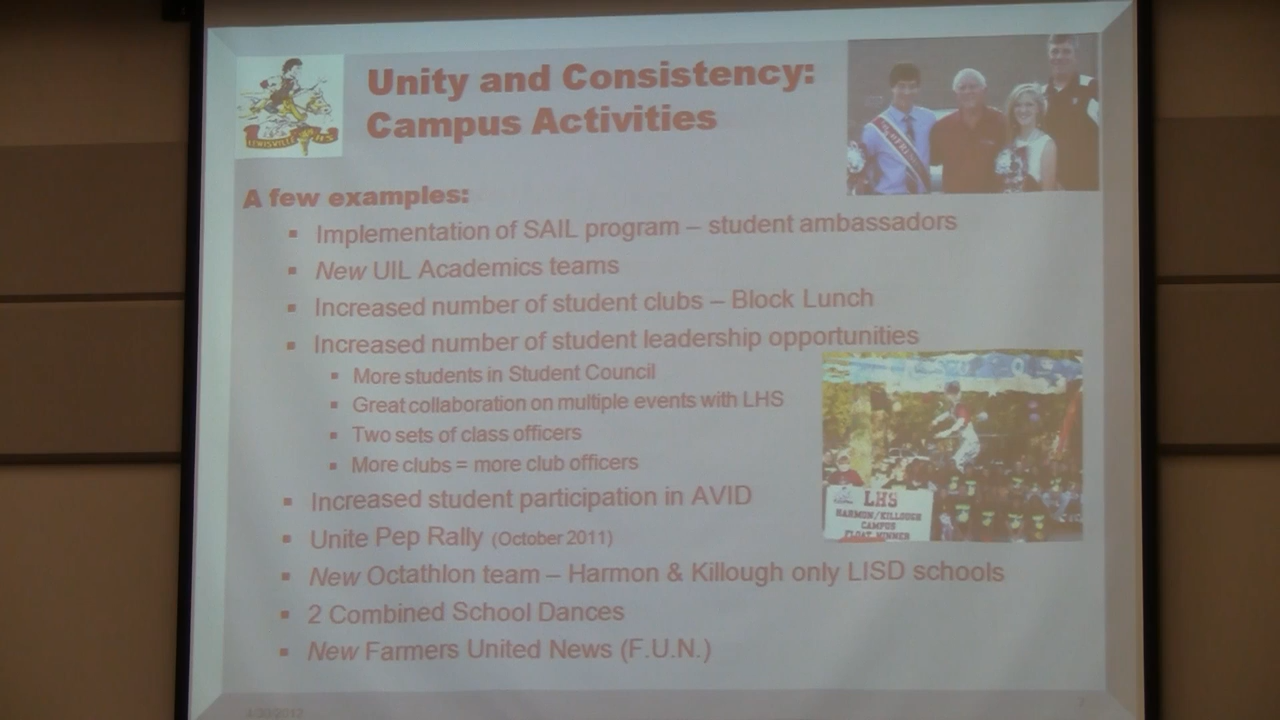 Unity and Consistency:
Campus Activities
LEWISVILLE HS
A few examples:
▪ Implementation of SAIL program – student ambassadors
▪ New UIL Academics teams
▪ Increased number of student clubs – Block Lunch
▪ Increased number of student leadership opportunities
▪ More students in Student Council
▪ Great collaboration on multiple events with LHS
▪ Two sets of class officers
▪ More clubs = more club officers
▪ Increased student participation in AVID
▪ Unite Pep Rally (October 2011)
▪ New Octathlon team – Harmon & Killough only LISD schools
▪ 2 Combined School Dances
▪ New Farmers United News (F.U.N.)
LHS
HARMON/KILLOUGH
CAMPUS
FLOAT WINNER
7